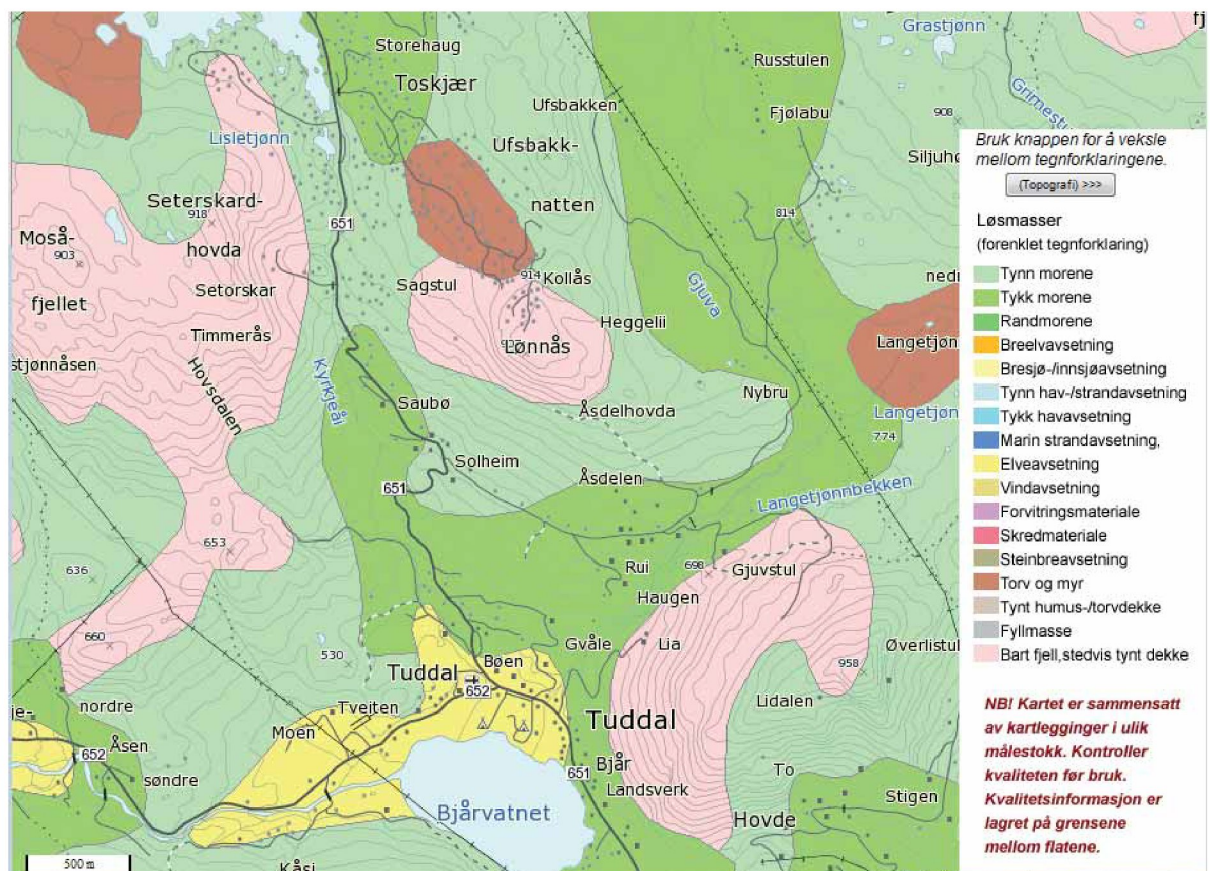 Storehaug
Toskjær
Lisletjønn
Seterskard-
918
hovda
Moså-
903
fjellet
Setorskar
Timmerås
stjønnåsen
Hovsdalen
651
Kyrkjeåi
Saubø
Solheim
651
Sagstul
Ufsbakken
Ufsbakk-
natten
914
Kollås
Lønnås
Heggelii
Gjuva
Åsdelhovda
Nybru
Åsdelen
Russtulen
Fjølabu
814
Grastjønn
908
fj
774
Langetjønnbekken
698
Gjuvstul
Rui
Haugen
Lia
Gvåle
Øverlistul
958
Lidalen
653
636
660
530
Tuddal
Bøen
652
Tveiten
Moen
nordre
Åsen
652
søndre
Tuddal
651
Bjår
Landsverk
Bjårvatnet
To
Hovde
Stigen
Kåsi
500 m
Bruk knappen for å veksle
mellom tegnforklaringene.
(Topografi) >>>
Løsmasser
(forenklet tegnforklaring)
Tynn morene
Tykk morene
Randmorene
Breelvavsetning
Bresjø-/innsjøavsetning
Tynn hav-/strandavsetning
Tykk havavsetning
Marin strandavsetning,
Elveavsetning
Vindavsetning
Forvitringsmateriale
Skredmateriale
Steinbreavsetning
Torv og myr
Tynt humus-/torvdekke
Fyllmasse
Bart fjell,stedvis tynt dekke
NB! Kartet er sammensatt
av kartlegginger i ulik
målestokk. Kontroller
kvaliteten før bruk.
Kvalitetsinformasjon er
lagret på grensene
mellom flatene.